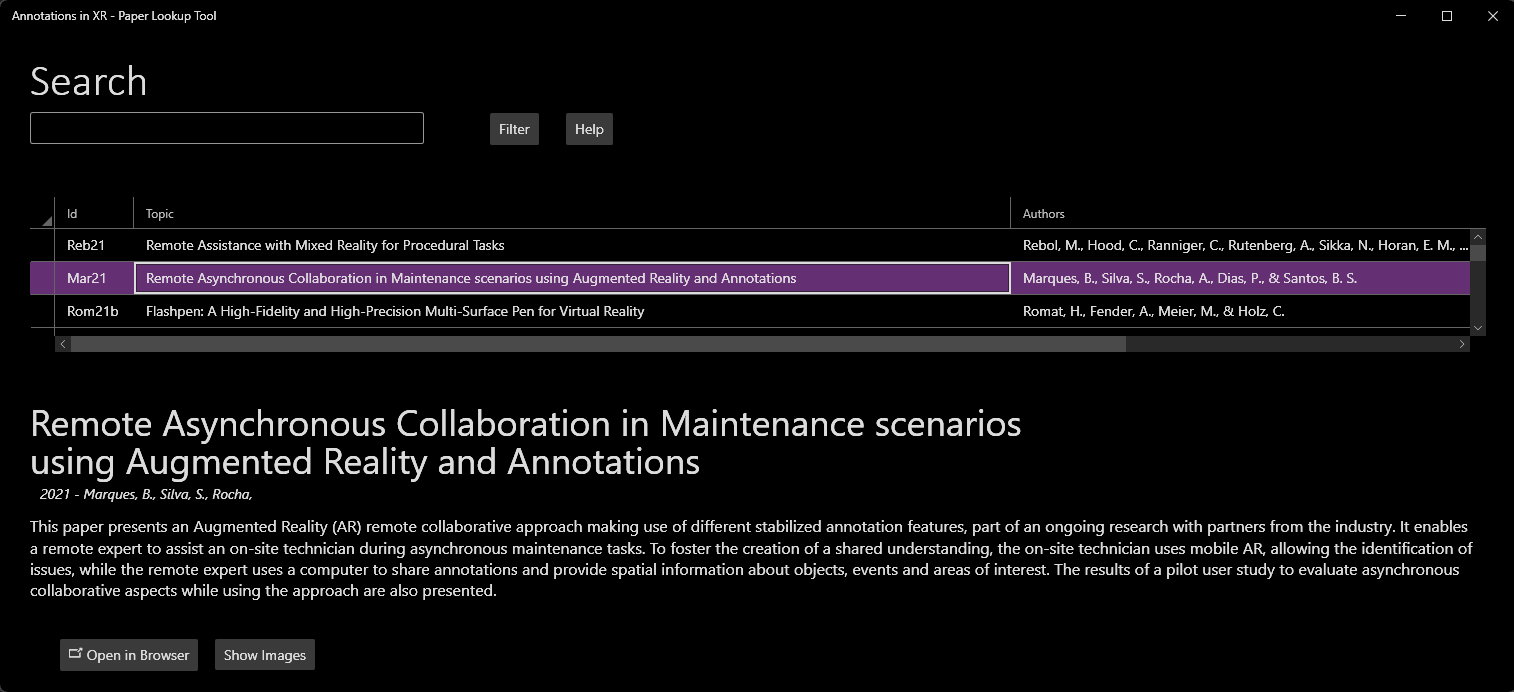 Annotations in XR - Paper Lookup Tool
Search
Filter
Help
Id Topic Authors
Reb21 Remote Assistance with Mixed Reality for Procedural Tasks Rebol, M., Hood, C., Ranniger, C., Rutenberg, A., Sikka, N., Horan, E. M., ...
Mar21 Remote Asynchronous Collaboration in Maintenance scenarios using Augmented Reality and Annotations Marques, B., Silva, S., Rocha, A., Dias, P., & Santos, B. S.
Rom21b Flashpen: A High-Fidelity and High-Precision Multi-Surface Pen for Virtual Reality Romat, H., Fender, A., Meier, M., & Holz, C.
Remote Asynchronous Collaboration in Maintenance scenarios
using Augmented Reality and Annotations
2021 - Marques, B., Silva, S., Rocha,
This paper presents an Augmented Reality (AR) remote collaborative approach making use of different stabilized annotation features, part of an ongoing research with partners from the industry. It enables
a remote expert to assist an on-site technician during asynchronous maintenance tasks. To foster the creation of a shared understanding, the on-site technician uses mobile AR, allowing the identification of
issues, while the remote expert uses a computer to share annotations and provide spatial information about objects, events and areas of interest. The results of a pilot user study to evaluate asynchronous
collaborative aspects while using the approach are also presented.
Open in Browser
Show Images